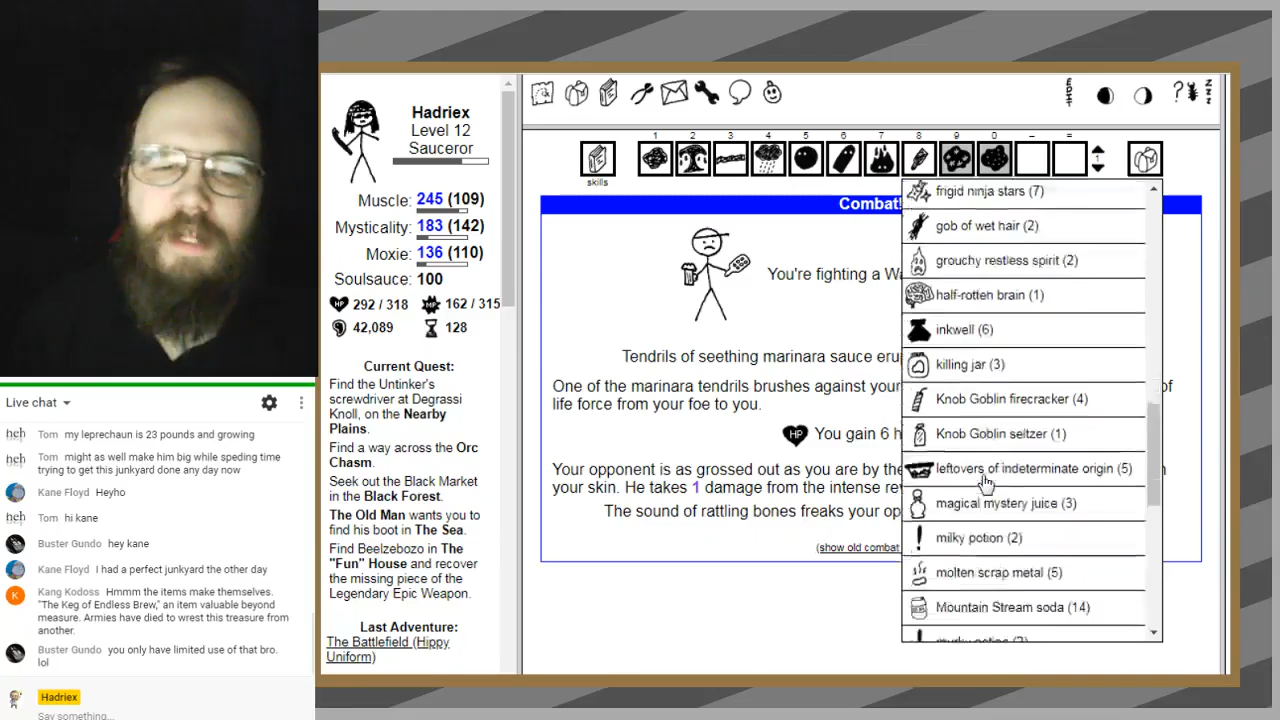 Hadriex
Level 12
Sauceror
Muscle: 245 (109)
Mysticality: 183 (142)
Moxie: 136 (110)
Soulsauce: 100
HP 292 / 318 MP 162 / 315
42,089 128
Current Quest:
Find the Untinker's
screwdriver at Degrassi
Knoll, on the Nearby
Plains.
Find a way across the Orc
Chasm.
Seek out the Black Market
in the Black Forest.
The Old Man wants you to
find his boot in The Sea.
Find Beelzebozo in The
"Fun" House and recover
the missing piece of the
Legendary Epic Weapon.
Last Adventure:
The Battlefield (Hippy
Uniform)
? Z Z Z
1 2 3 4 5 6 7 8 9 0 – =
skills
1
Combat!
You're fighting a Wa
Tendrils of seething marinara sauce eru
One of the marinara tendrils brushes against your of
life force from your foe to you.
HP You gain 6 h
Your opponent is as grossed out as you are by the h
your skin. He takes 1 damage from the intense re
The sound of rattling bones freaks your op
(show old combat
frigid ninja stars (7)
gob of wet hair (2)
grouchy restless spirit (2)
half-rotten brain (1)
inkwell (6)
killing jar (3)
Knob Goblin firecracker (4)
Knob Goblin seltzer (1)
leftovers of indeterminate origin (5)
magical mystery juice (3)
milky potion (2)
molten scrap metal (5)
Mountain Stream soda (14)
Live chat
heh Tom my leprechaun is 23 pounds and growing
heh Tom might as well make him big while speding time
trying to get this junkyard done any day now
Kane Floyd Heyho
heh Tom hi kane
Buster Gundo hey kane
Kane Floyd I had a perfect junkyard the other day
K Kang Kodoss Hmmm the items make themselves.
"The Keg of Endless Brew," an item valuable beyond
measure. Armies have died to wrest this treasure from
another.
Buster Gundo you only have limited use of that bro.
lol
Hadriex
Say something...